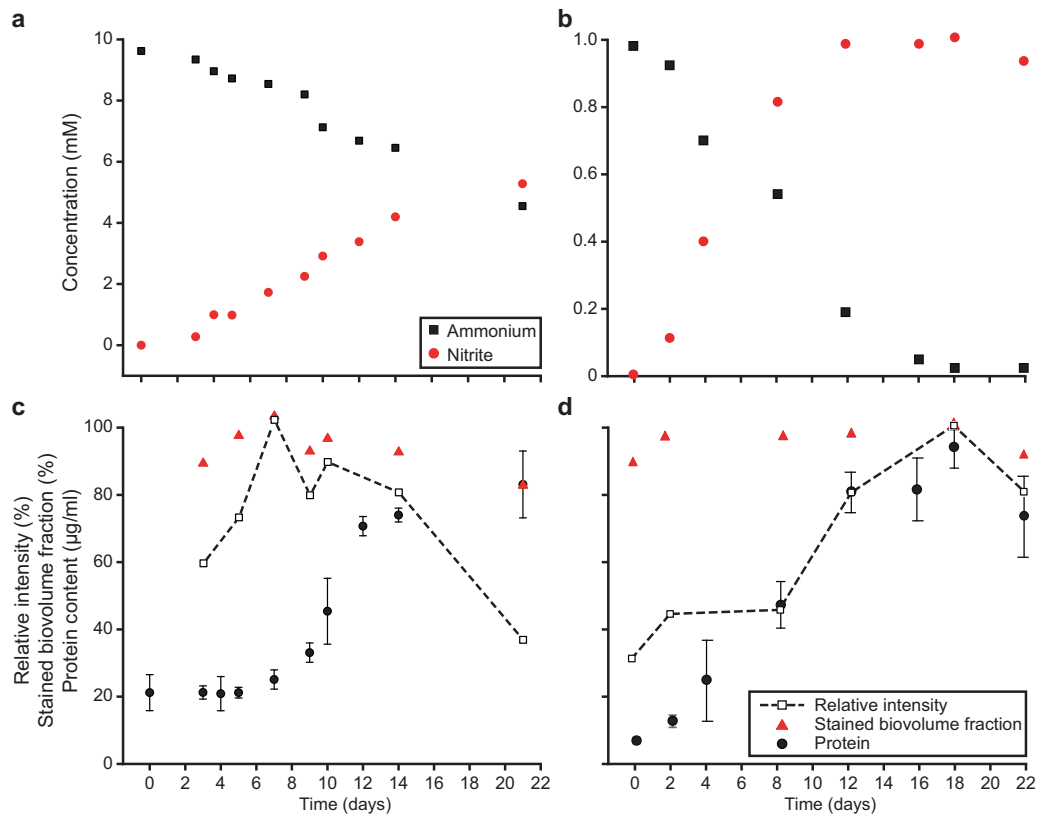 a
b
10
8
6
4
2
0
Concentration (mM)
Ammonium
Nitrite
1.0
0.8
0.6
0.4
0.2
0
c
d
100
80
60
40
20
0
Relative intensity (%)
Stained biovolume fraction (%)
Protein content (µg/ml)
0 2 4 6 8 10 12 14 16 18 20 22
Time (days)
Relative intensity
Stained biovolume fraction
Protein
0 2 4 6 8 10 12 14 16 18 20 22
Time (days)